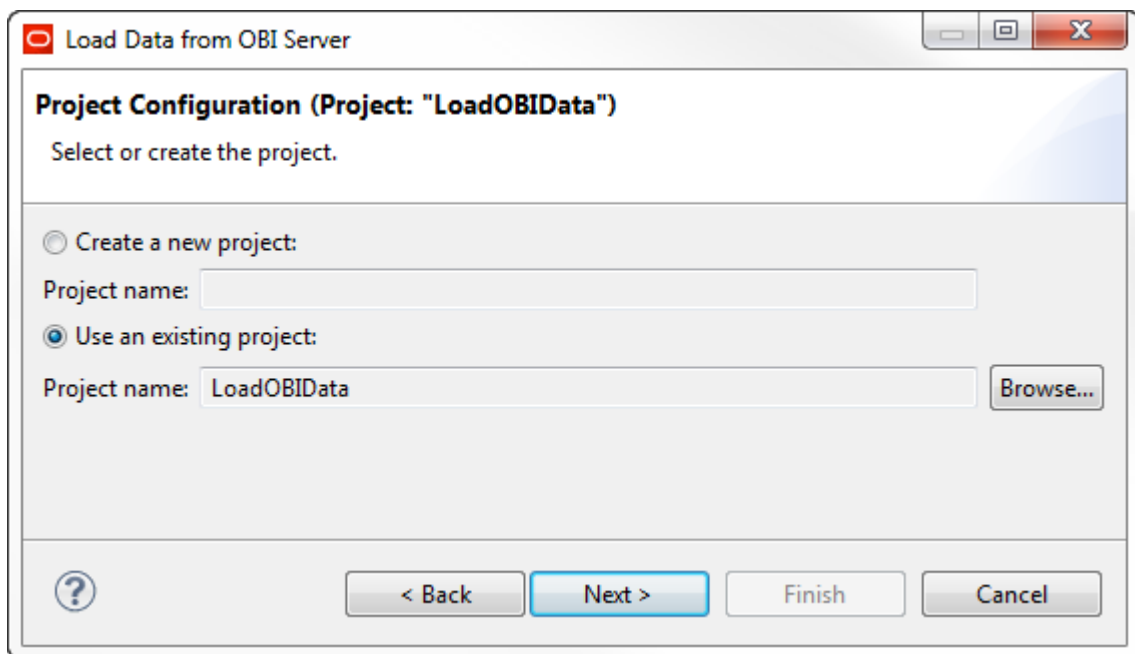 Load Data from OBI Server
Project Configuration (Project: "LoadOBIData")
Select or create the project.
Create a new project:
Project name:
Use an existing project:
Project name: LoadOBIData Browse...
? < Back Next > Finish Cancel